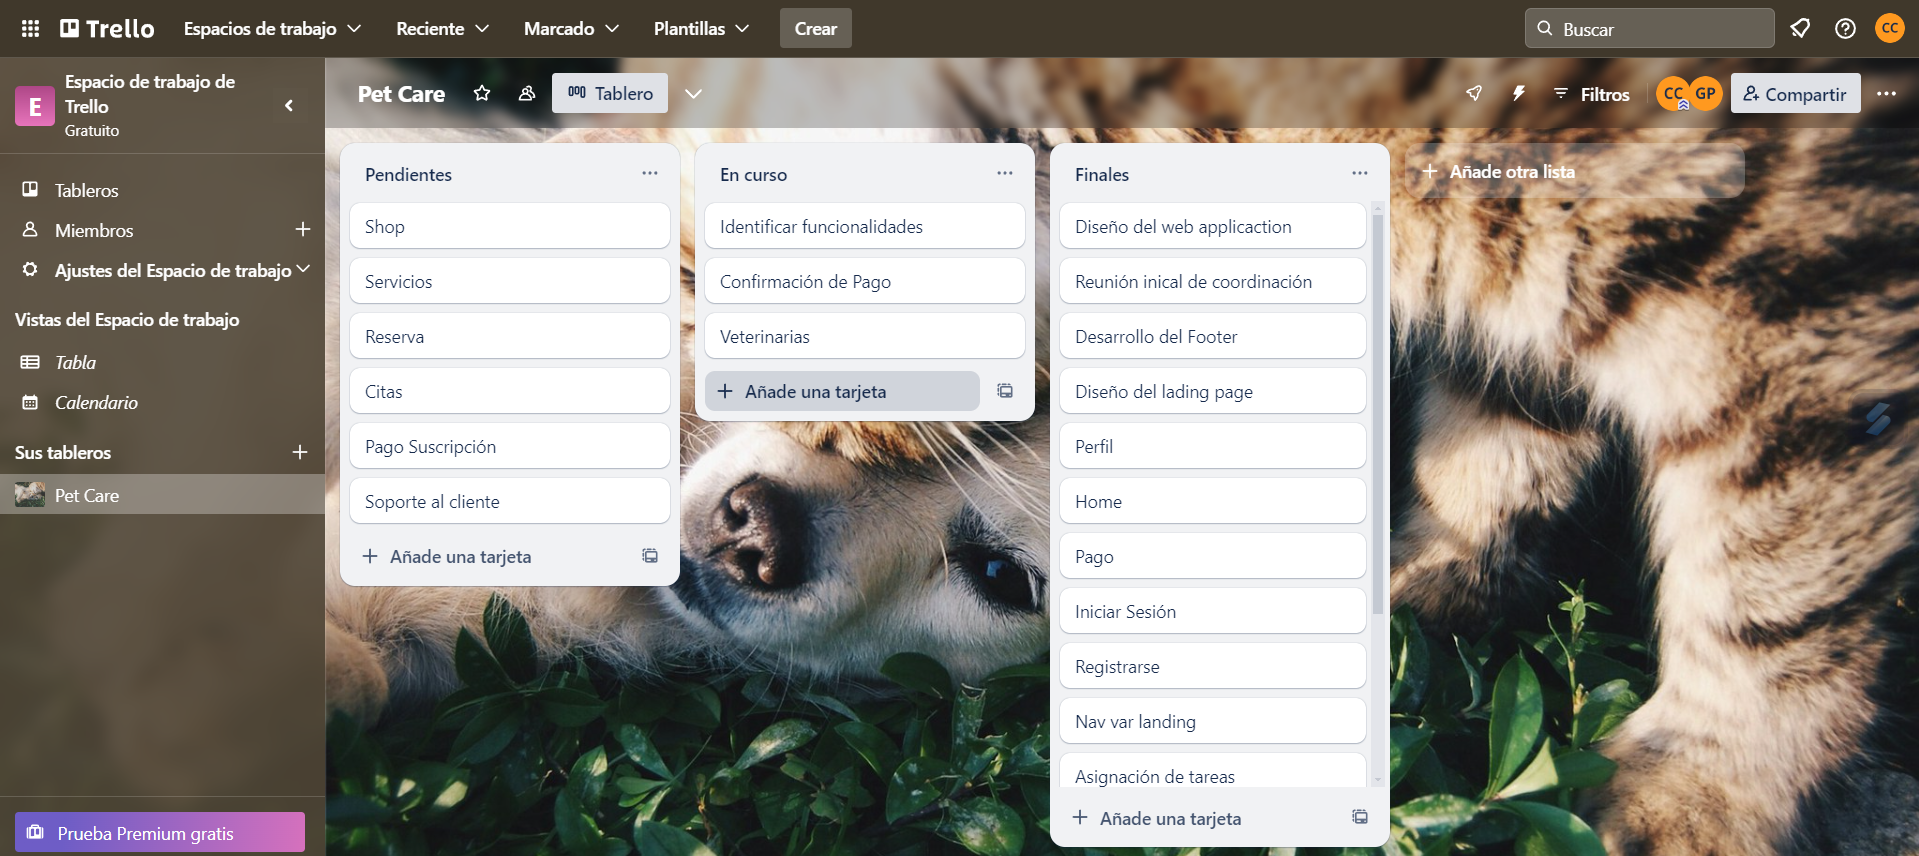 Trello
Espacios de trabajo
Reciente
Marcado
Plantillas
Crear
Buscar
CC
E
Espacio de trabajo de
Trello
Gratuito
Tableros
Miembros
Ajustes del Espacio de trabajo
Vistas del Espacio de trabajo
Tabla
Calendario
Sus tableros
Pet Care
Prueba Premium gratis
Pet Care
Tablero
Filtros
CC
GP
Compartir
Pendientes
Shop
Servicios
Reserva
Citas
Pago Suscripción
Soporte al cliente
Añade una tarjeta
En curso
Identificar funcionalidades
Confirmación de Pago
Veterinarias
Añade una tarjeta
Finales
Diseño del web applicaction
Reunión inical de coordinación
Desarrollo del Footer
Diseño del lading page
Perfil
Home
Pago
Iniciar Sesión
Registrarse
Nav var landing
Asignación de tareas
Añade una tarjeta
Añade otra lista